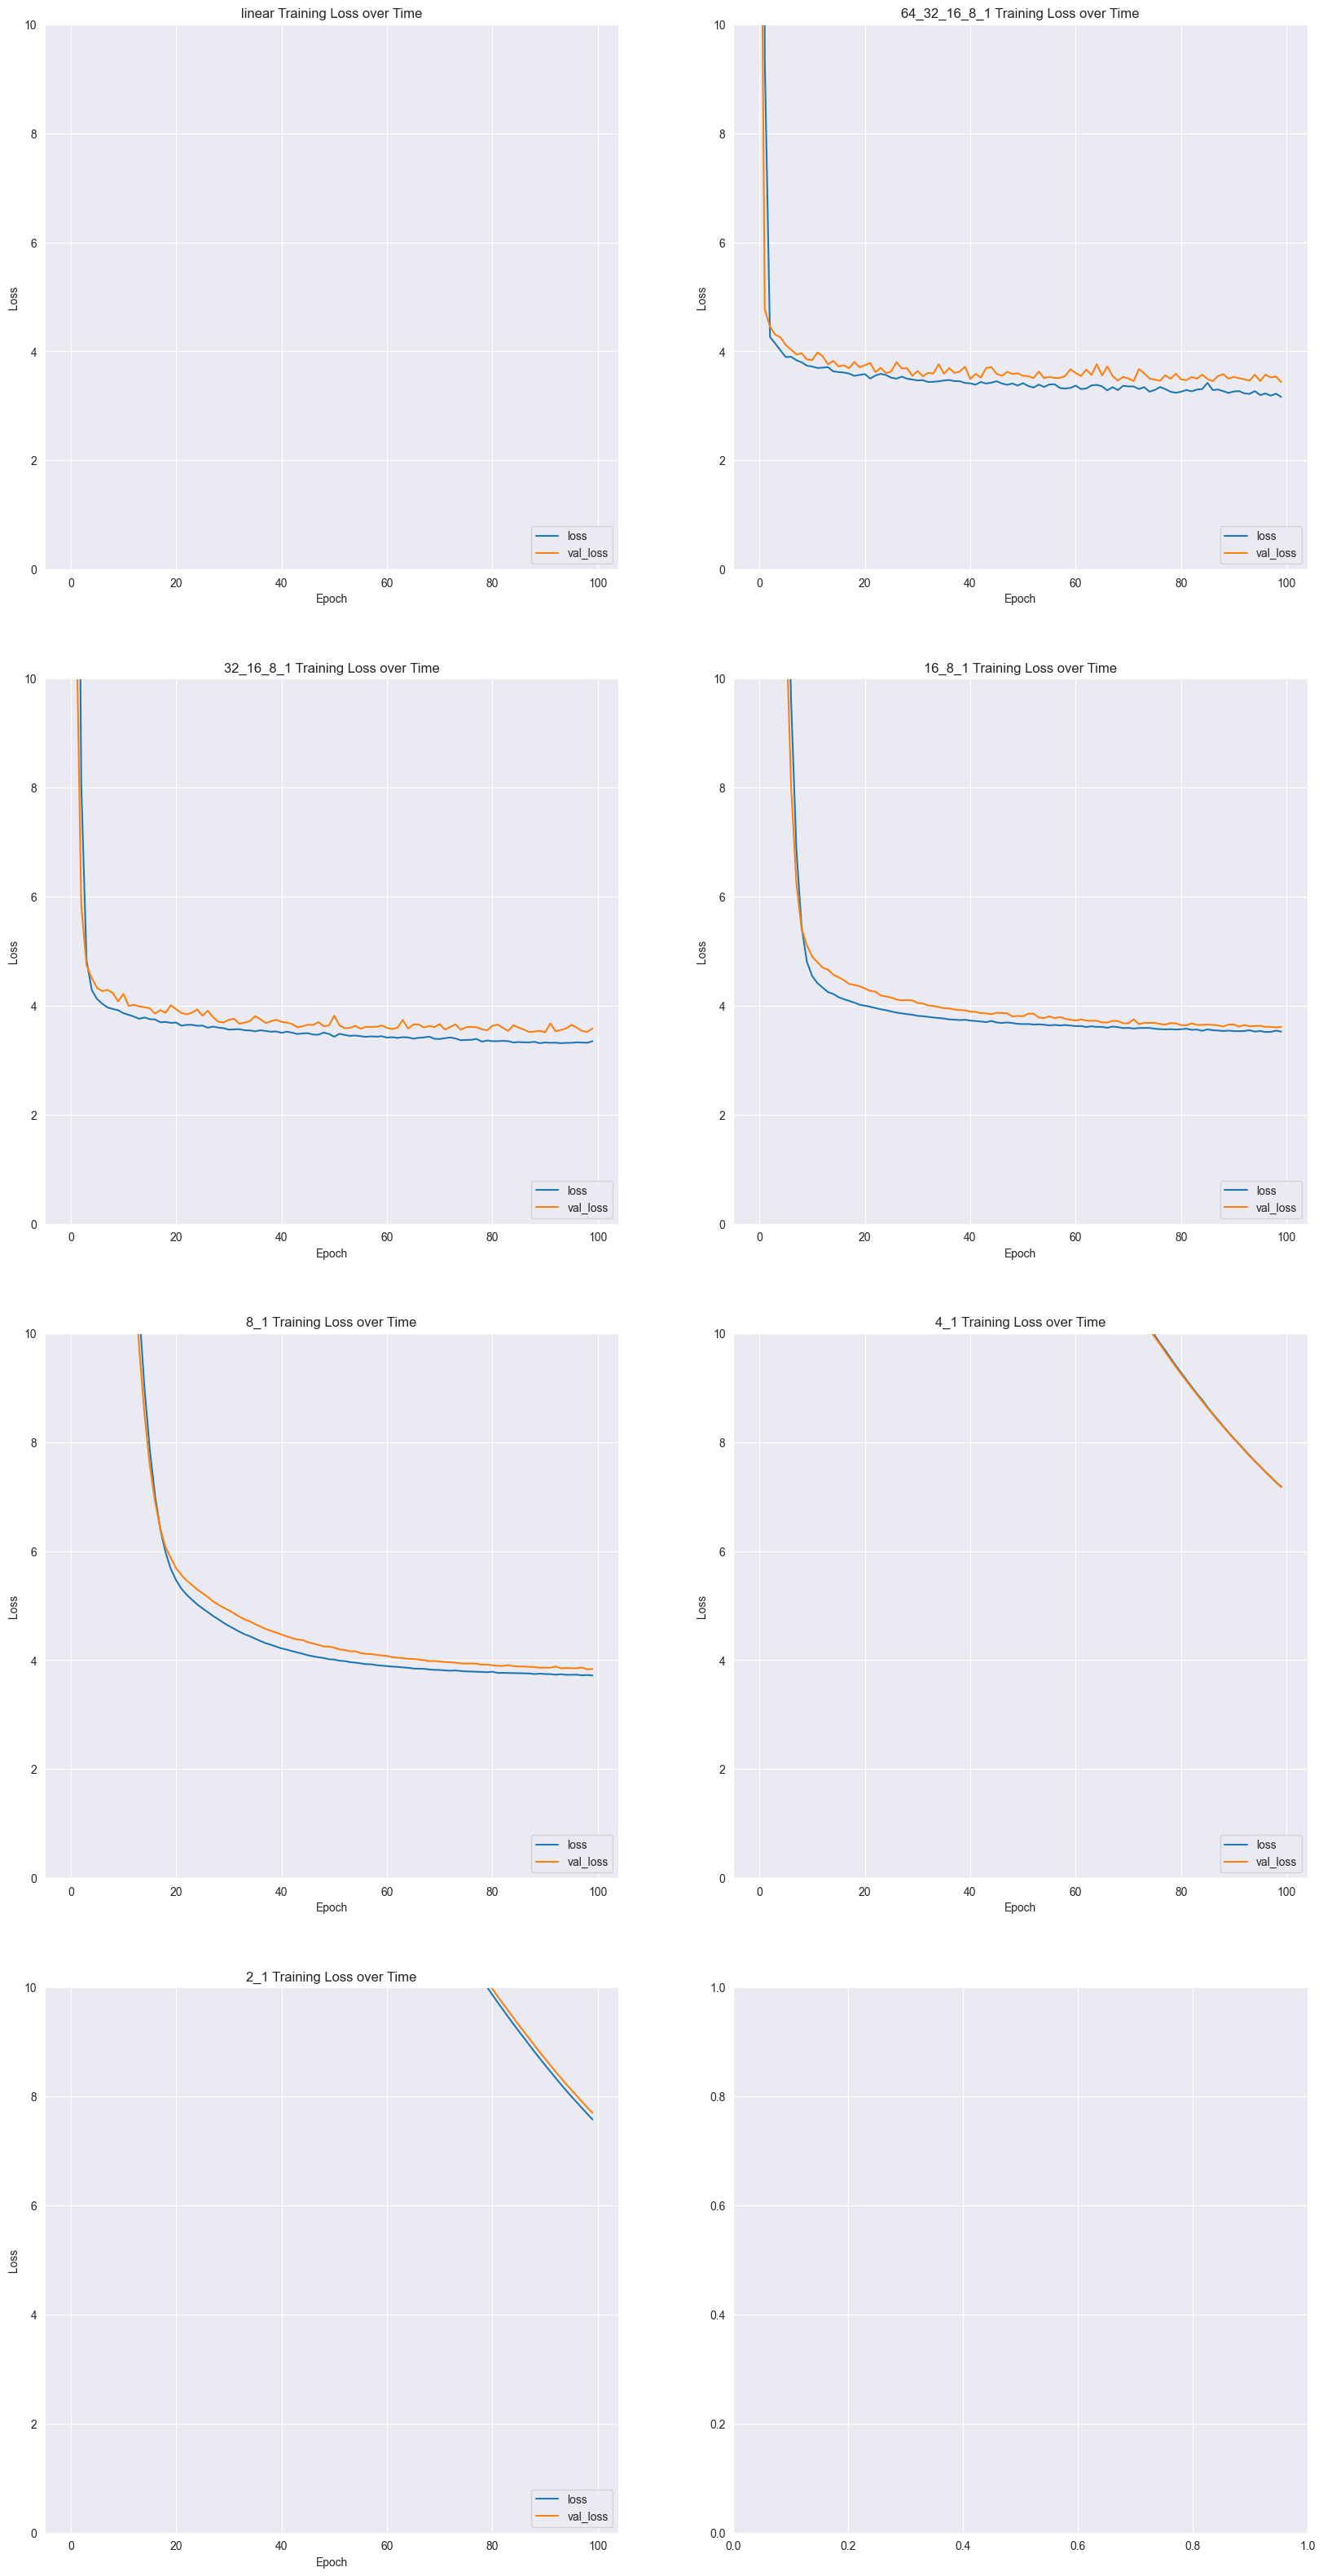 linear Training Loss over Time
10
8
6
4
2
0
Loss
0 20 40 60 80 100
Epoch
loss
val_loss
64_32_16_8_1 Training Loss over Time
10
8
6
4
2
0
Loss
0 20 40 60 80 100
Epoch
loss
val_loss
32_16_8_1 Training Loss over Time
10
8
6
4
2
0
Loss
0 20 40 60 80 100
Epoch
loss
val_loss
16_8_1 Training Loss over Time
10
8
6
4
2
0
Loss
0 20 40 60 80 100
Epoch
loss
val_loss
8_1 Training Loss over Time
10
8
6
4
2
0
Loss
0 20 40 60 80 100
Epoch
loss
val_loss
4_1 Training Loss over Time
10
8
6
4
2
0
Loss
0 20 40 60 80 100
Epoch
loss
val_loss
2_1 Training Loss over Time
10
8
6
4
2
0
Loss
0 20 40 60 80 100
Epoch
loss
val_loss
1.0
0.8
0.6
0.4
0.2
0.0
0.0 0.2 0.4 0.6 0.8 1.0